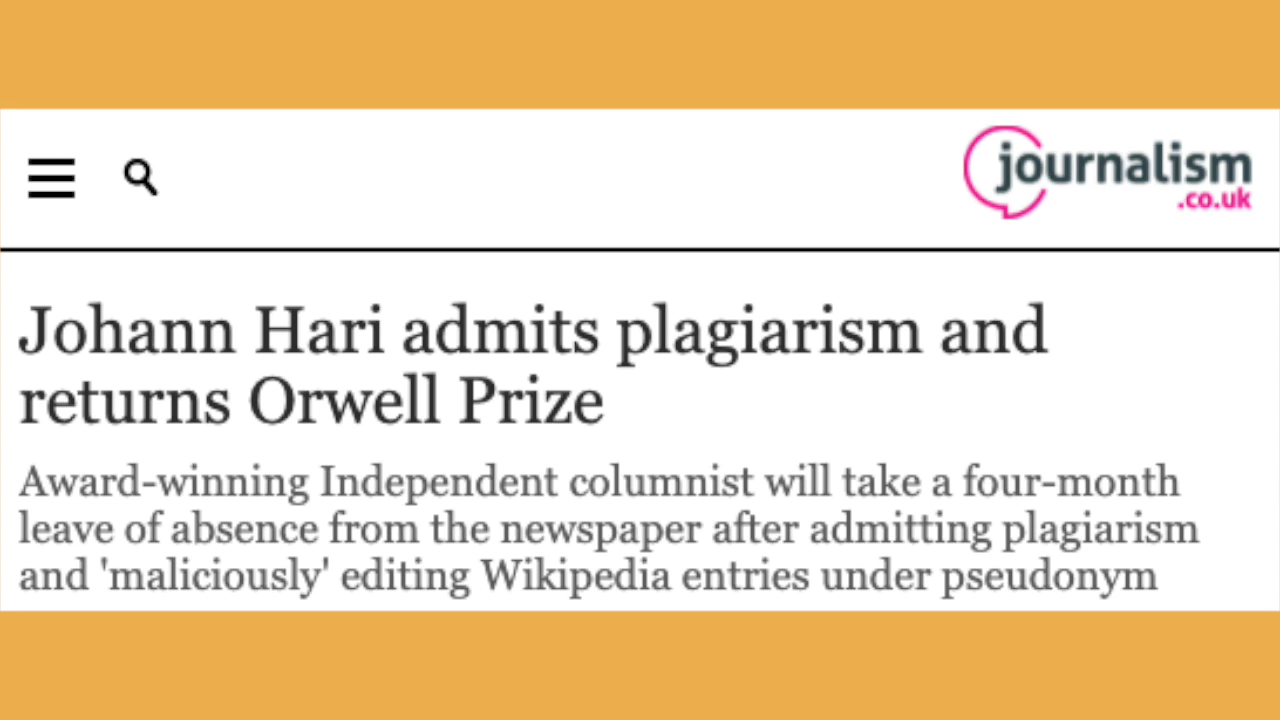 journalism
.co.uk
Johann Hari admits plagiarism and
returns Orwell Prize
Award-winning Independent columnist will take a four-month
leave of absence from the newspaper after admitting plagiarism
and 'maliciously' editing Wikipedia entries under pseudonym